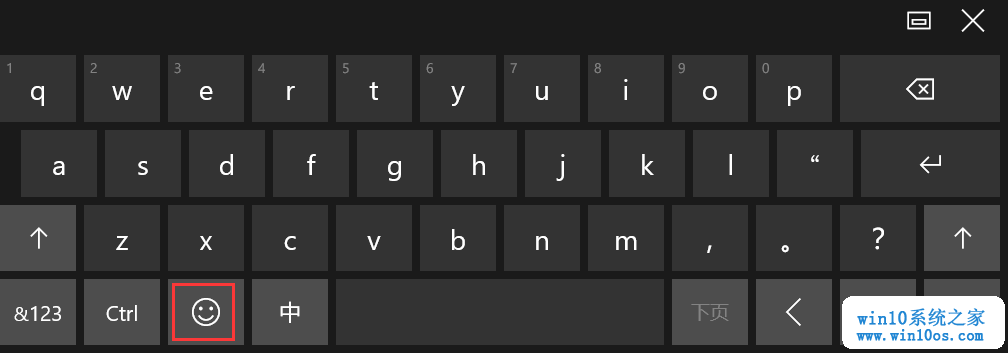 1 q 2 w 3 e 4 r 5 t 6 y 7 u 8 i 9 o 0 p
a s d f g h j k l “
z x c v b n m , 。 ?
&123 Ctrl 中 下页
win10系统之家
www.win10os.com